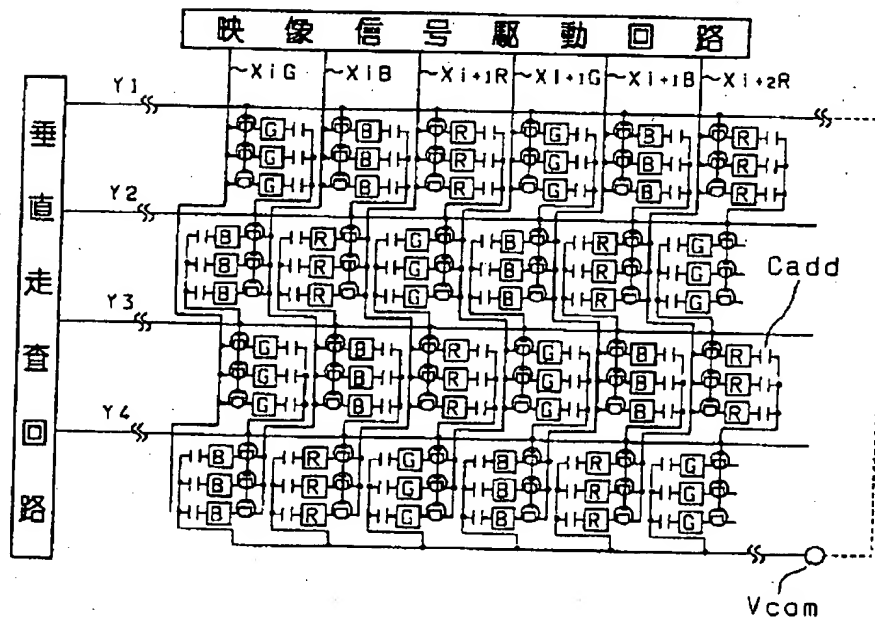 映像信号駆動回路
XiG XiB Xi+1R Xi+1G Xi+1B Xi+2R
垂直走査回路
Y1
G B R G B R
G B R G B R
G B R G B R
Y2
B R G B R G
B R G B R G
B R G B R G
Cadd
Y3
G B R G B R
G B R G B R
G B R G B R
Y4
B R G B R G
B R G B R G
B R G B R G
Vcom